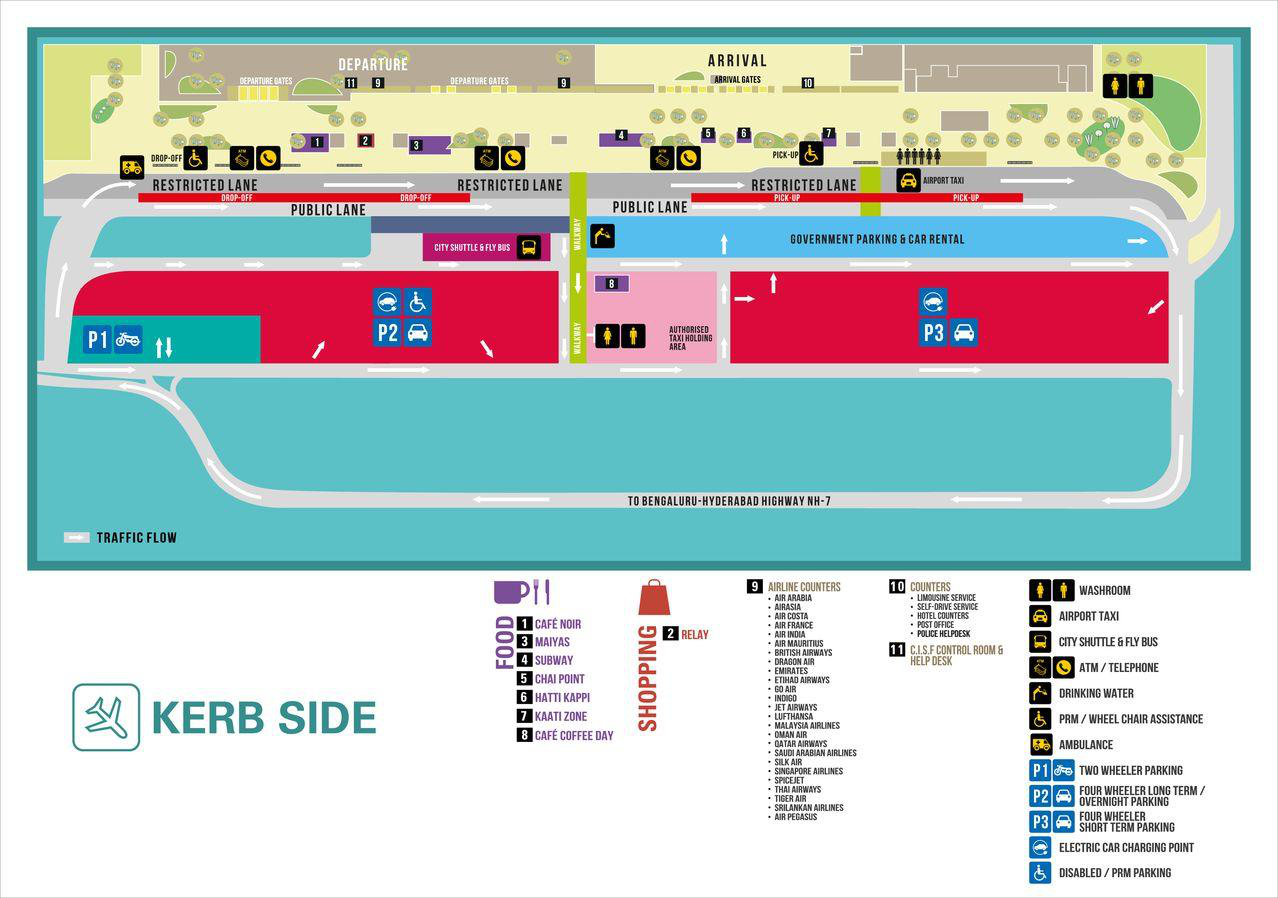 DEPARTURE
ARRIVAL
DEPARTURE GATES
11
9
DEPARTURE GATES
9
ARRIVAL GATES
10
1
2
3
4
5
6
7
DROP-OFF
ATM
ATM
ATM
PICK-UP
AIRPORT TAXI
RESTRICTED LANE
RESTRICTED LANE
RESTRICTED LANE
DROP-OFF
DROP-OFF
PICK-UP
PICK-UP
PUBLIC LANE
PUBLIC LANE
WALKWAY
CITY SHUTTLE & FLY BUS
GOVERNMENT PARKING & CAR RENTAL
8
P1
P2
WALKWAY
AUTHORISED
TAXI HOLDING
AREA
P3
TO BENGALURU-HYDERABAD HIGHWAY NH-7
TRAFFIC FLOW
KERB SIDE
FOOD
1 CAFÉ NOIR
3 MAIYAS
4 SUBWAY
5 CHAI POINT
6 HATTI KAPPI
7 KAATI ZONE
8 CAFÉ COFFEE DAY
SHOPPING
2 RELAY
9 AIRLINE COUNTERS
• AIR ARABIA
• AIRASIA
• AIR COSTA
• AIR FRANCE
• AIR INDIA
• AIR MAURITIUS
• BRITISH AIRWAYS
• DRAGON AIR
• EMIRATES
• ETIHAD AIRWAYS
• GO AIR
• INDIGO
• JET AIRWAYS
• LUFTHANSA
• MALAYSIA AIRLINES
• OMAN AIR
• QATAR AIRWAYS
• SAUDI ARABIAN AIRLINES
• SILK AIR
• SINGAPORE AIRLINES
• SPICEJET
• THAI AIRWAYS
• TIGER AIR
• SRILANKAN AIRLINES
• AIR PEGASUS
10 COUNTERS
• LIMOUSINE SERVICE
• SELF-DRIVE SERVICE
• HOTEL COUNTERS
• POST OFFICE
• POLICE HELPDESK
11 C.I.S.F CONTROL ROOM &
HELP DESK
WASHROOM
AIRPORT TAXI
CITY SHUTTLE & FLY BUS
ATM ATM / TELEPHONE
DRINKING WATER
PRM / WHEEL CHAIR ASSISTANCE
AMBULANCE
P1 TWO WHEELER PARKING
P2 FOUR WHEELER LONG TERM /
OVERNIGHT PARKING
P3 FOUR WHEELER
SHORT TERM PARKING
ELECTRIC CAR CHARGING POINT
DISABLED / PRM PARKING